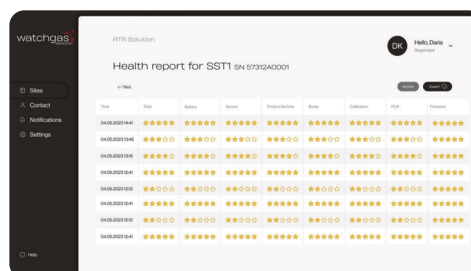 watchgas
detection
RTR Solution
DK
Hello, Daria
Supervisor
Health report for SST1 SN 57312A0001
Back
Archive
Export
Sites
Contact
Notifications
Settings
Time Total Battery Sensor Product lifetime Bump Calibration PCB Firmware
04.05.2023 14:41
04.05.2023 13:45
04.05.2023 13:15
04.05.2023 12:41
04.05.2023 12:12
04.05.2023 12:41
04.05.2023 12:12
04.05.2023 12:41
Help